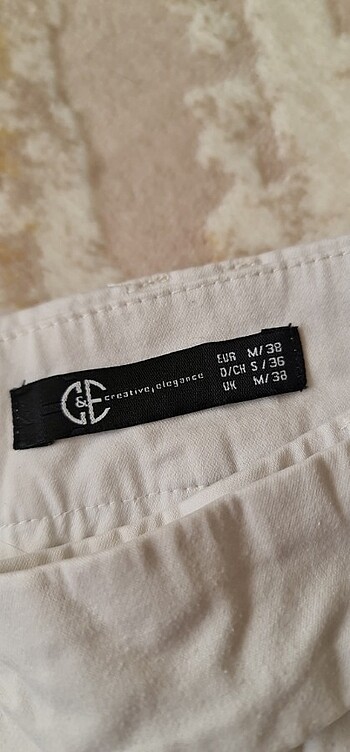 C&E creative,elegance
EUR M/38
D/CH S/36
UK M/38